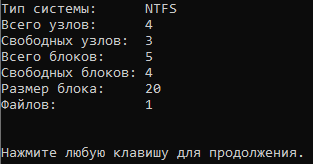 Тип системы: NTFS
Всего узлов: 4
Свободных узлов: 3
Всего блоков: 5
Свободных блоков: 4
Размер блока: 20
Файлов: 1
Нажмите любую клавишу для продолжения.